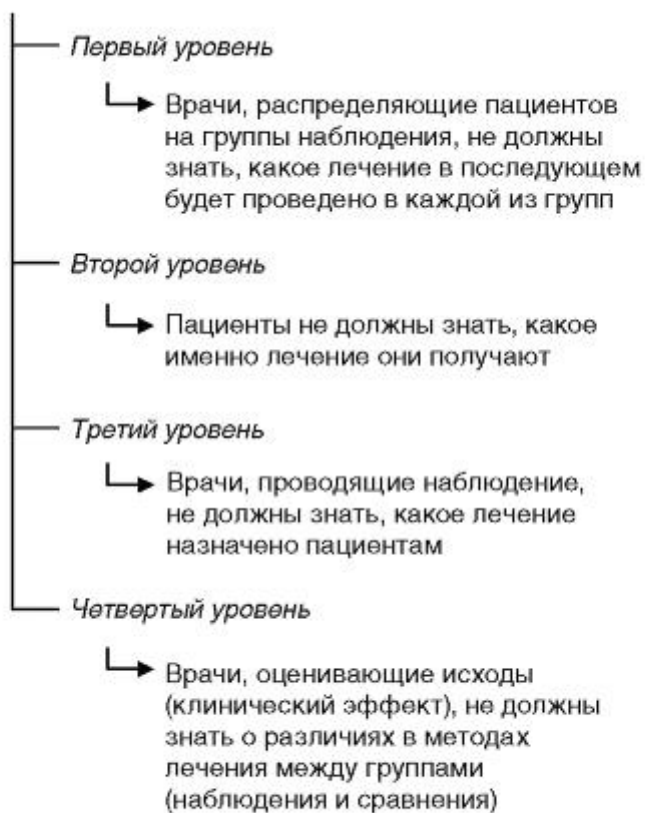 Первый уровень
Врачи, распределяющие пациентов
на группы наблюдения, не должны
знать, какое лечение в последующем
будет проведено в каждой из групп
Второй уровень
Пациенты не должны знать, какое
именно лечение они получают
Третий уровень
Врачи, проводящие наблюдение,
не должны знать, какое лечение
назначено пациентам
Четвертый уровень
Врачи, оценивающие исходы
(клинический эффект), не должны
знать о различиях в методах
лечения между группами
(наблюдения и сравнения)